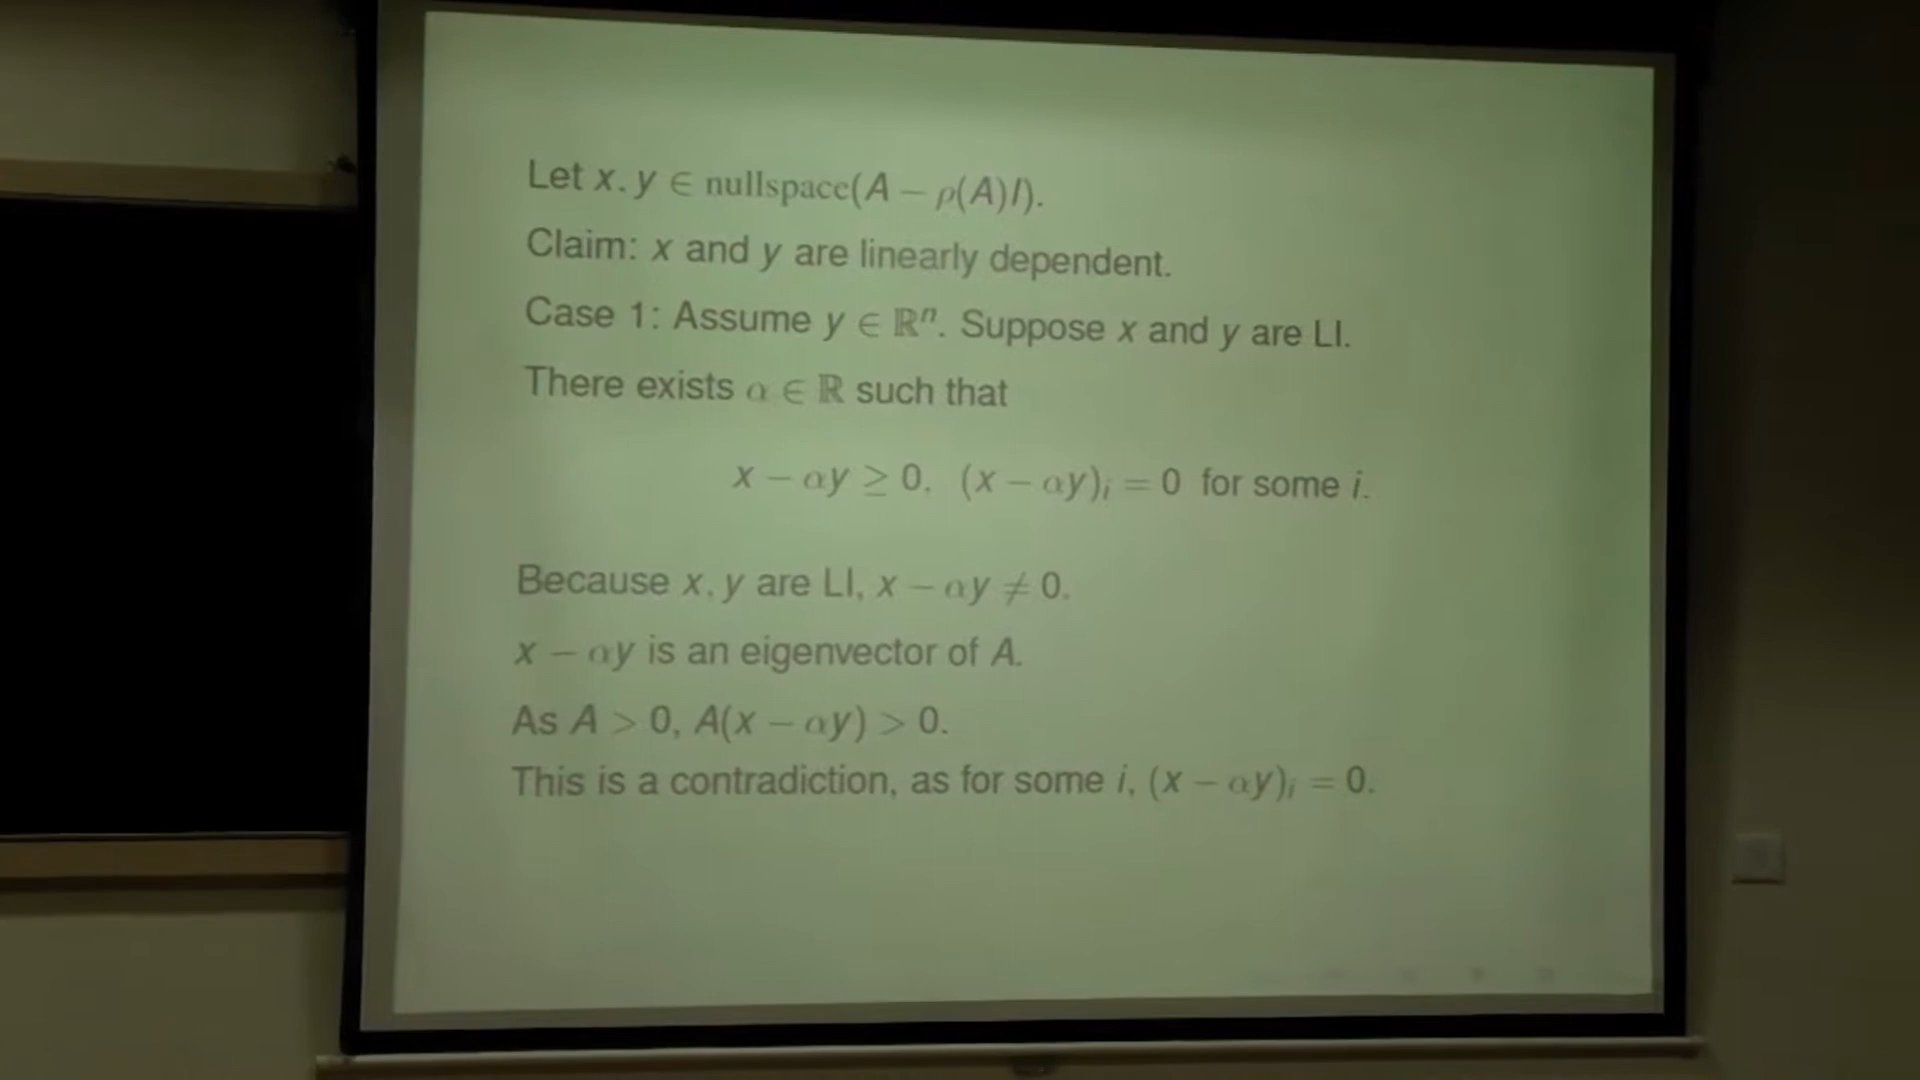 Let x, y ∈ nullspace(A − ρ(A)I).
Claim: x and y are linearly dependent.
Case 1: Assume y ∈ ℝⁿ. Suppose x and y are LI.
There exists α ∈ ℝ such that
x − αy ≥ 0, (x − αy)ᵢ = 0 for some i.
Because x, y are LI, x − αy ≠ 0.
x − αy is an eigenvector of A.
As A > 0, A(x − αy) > 0.
This is a contradiction, as for some i, (x − αy)ᵢ = 0.